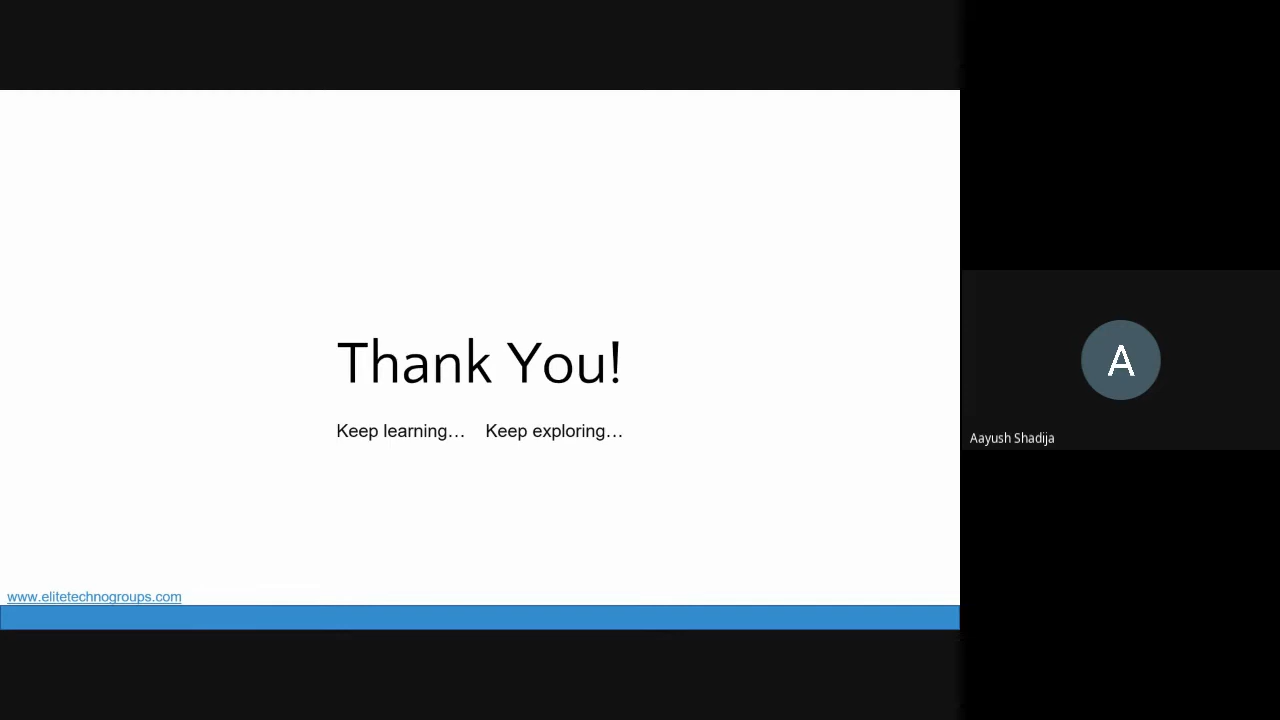 Thank You!
Keep learning… Keep exploring…
www.elitetechnogroups.com
A
Aayush Shadija